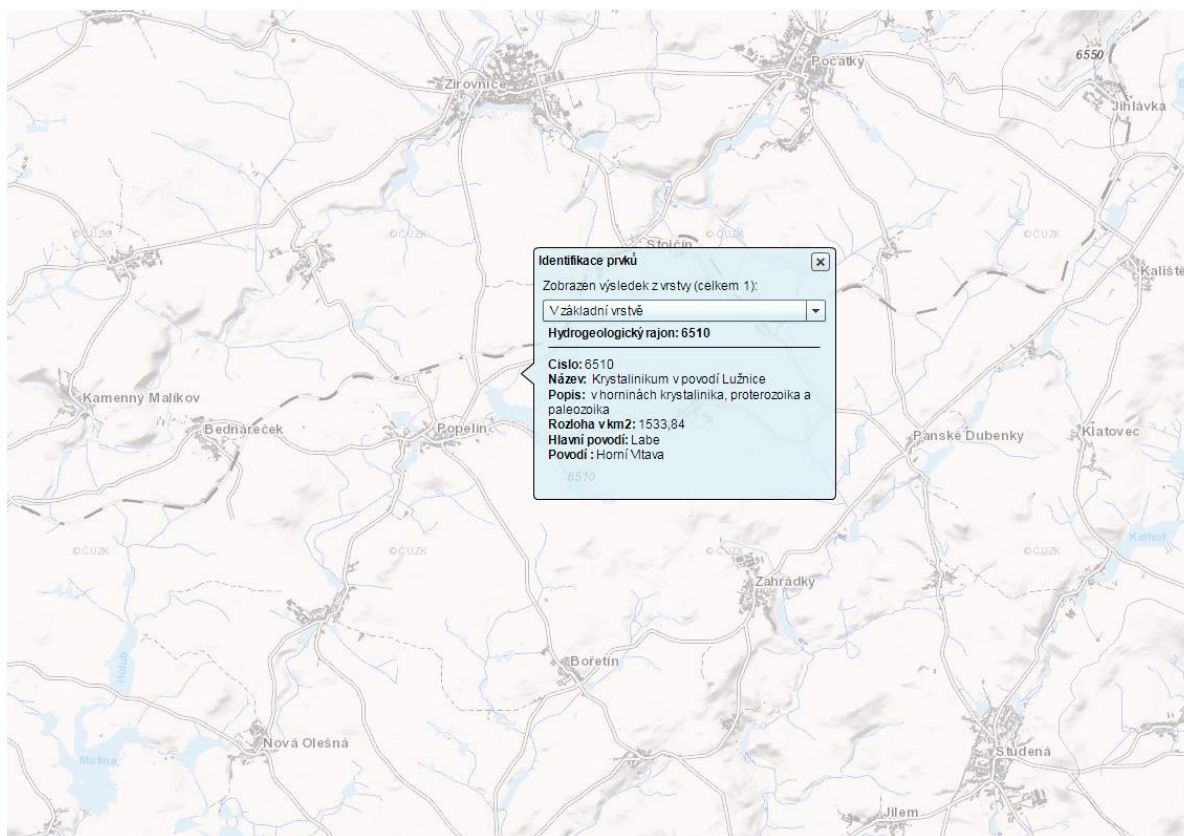 Počátky
6550
Žirovnice
Jihlávka
©ČÚZK
©ČÚZK
©ČÚZK
Stojčín
Kaliště
Identifikace prvků
Zobrazen výsledek z vrstvy (celkem 1):
V základní vrstvě
Hydrogeologický rajon: 6510
Cislo: 6510
Název: Krystalinikum v povodí Lužnice
Popis: v horninách krystalinika, proterozoika a
paleozoika
Rozloha v km2: 1533,84
Hlavní povodí: Labe
Povodí : Horní Vltava
6510
Kamenný Malíkov
Bednáreček
Popelín
Panské Dubenky
Klatovec
©ČÚZK
©ČÚZK
©ČÚZK
©ČÚZK
Karhof
Zahrádky
Holub
Bořetín
Nová Olešná
Mutina
Studená
Jilem